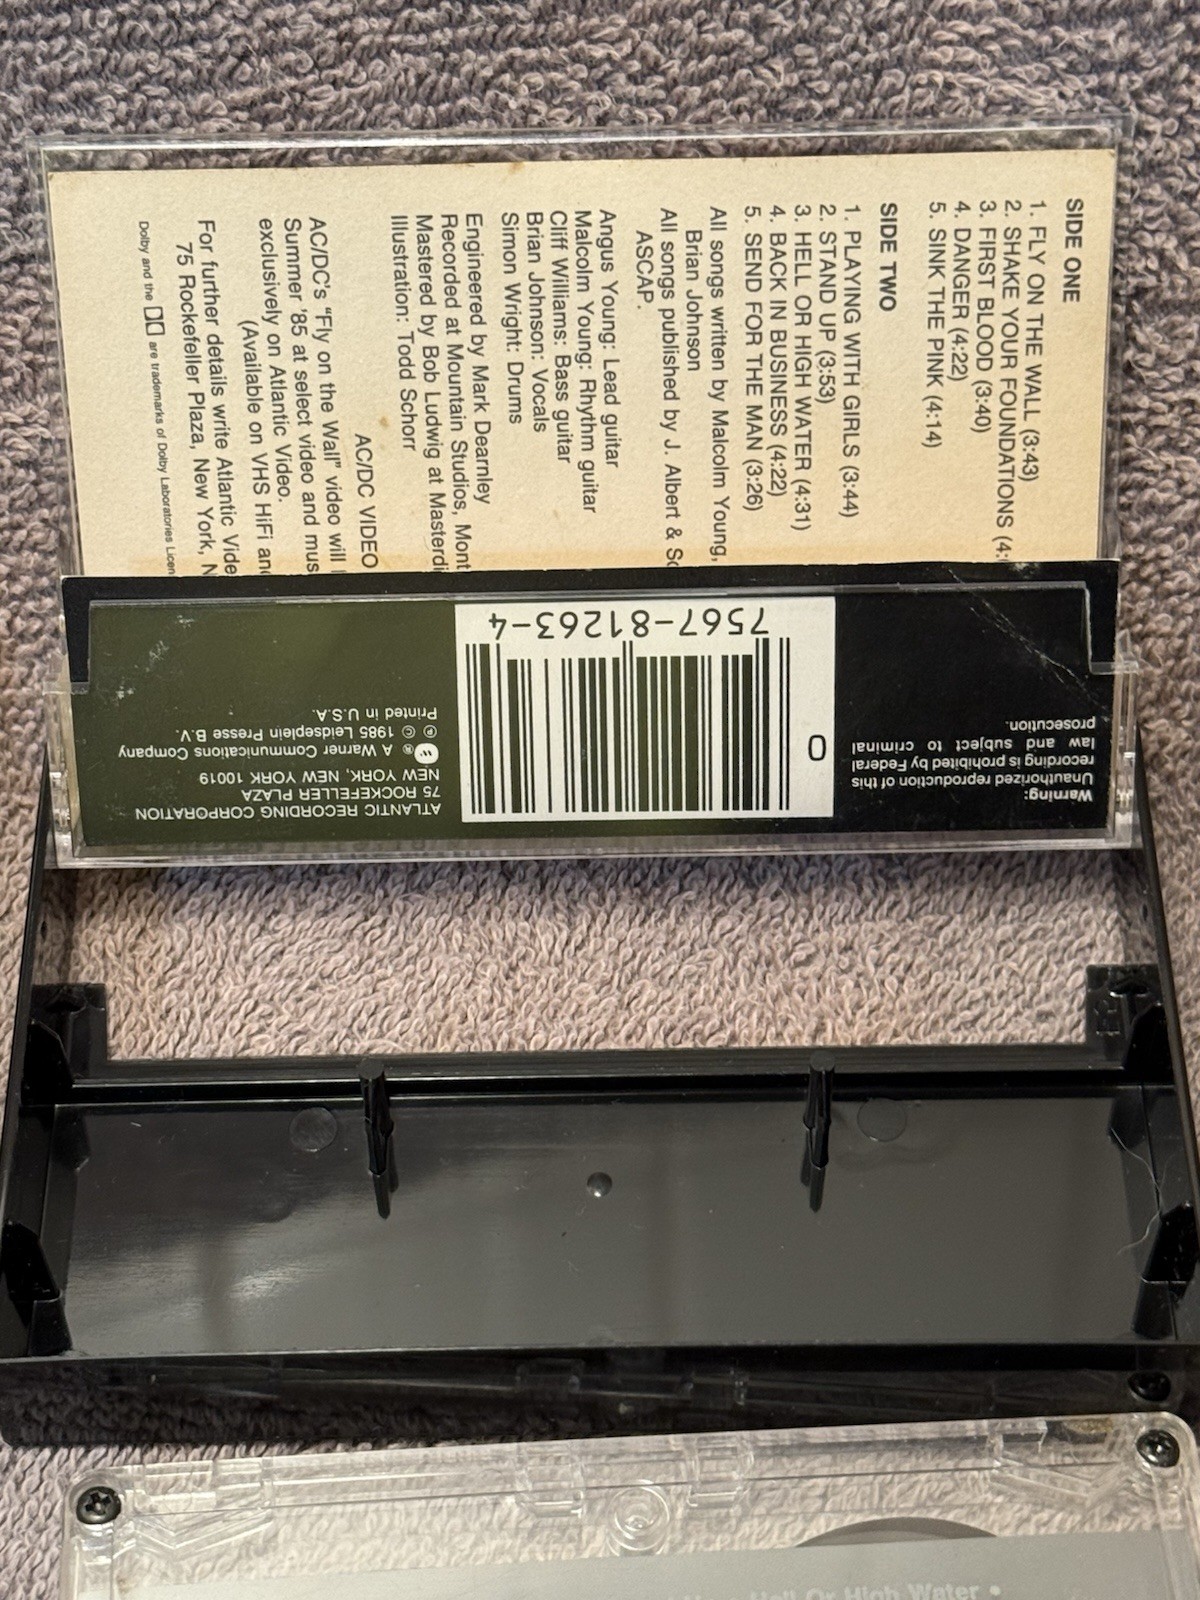 SIDE ONE
1. FLY ON THE WALL (3:43)
2. SHAKE YOUR FOUNDATIONS (4:
3. FIRST BLOOD (3:40)
4. DANGER (4:22)
5. SINK THE PINK (4:14)
SIDE TWO
1. PLAYING WITH GIRLS (3:44)
2. STAND UP (3:53)
3. HELL OR HIGH WATER (4:31)
4. BACK IN BUSINESS (4:22)
5. SEND FOR THE MAN (3:26)
All songs written by Malcolm Young,
Brian Johnson
All songs published by J. Albert &
ASCAP.
Angus Young: Lead guitar
Malcolm Young: Rhythm guitar
Cliff Williams: Bass guitar
Brian Johnson: Vocals
Simon Wright: Drums
Engineered by Mark Dearnley
Recorded at Mountain Studios, Mont
Mastered by Bob Ludwig at Masterdi
Illustration: Todd Schorr
AC/DC VIDEO
AC/DC's "Fly on the Wall" video will
Summer '85 at select video and mus
exclusively on Atlantic Video.
(Available on VHS HiFi an
For further details write Atlantic Vide
75 Rockefeller Plaza, New York, N
Dolby and the are trademarks of Dolby Laboratories Licen
Warning:
Unauthorized reproduction of this
recording is prohibited by Federal
law and subject to criminal
prosecution.
0
7567-81263-4
ATLANTIC RECORDING CORPORATION
75 ROCKEFELLER PLAZA
NEW YORK, NEW YORK 10019
® A Warner Communications Company
℗ © 1985 Leidseplein Presse B.V.
Printed in U.S.A.
Hell Or High Water •